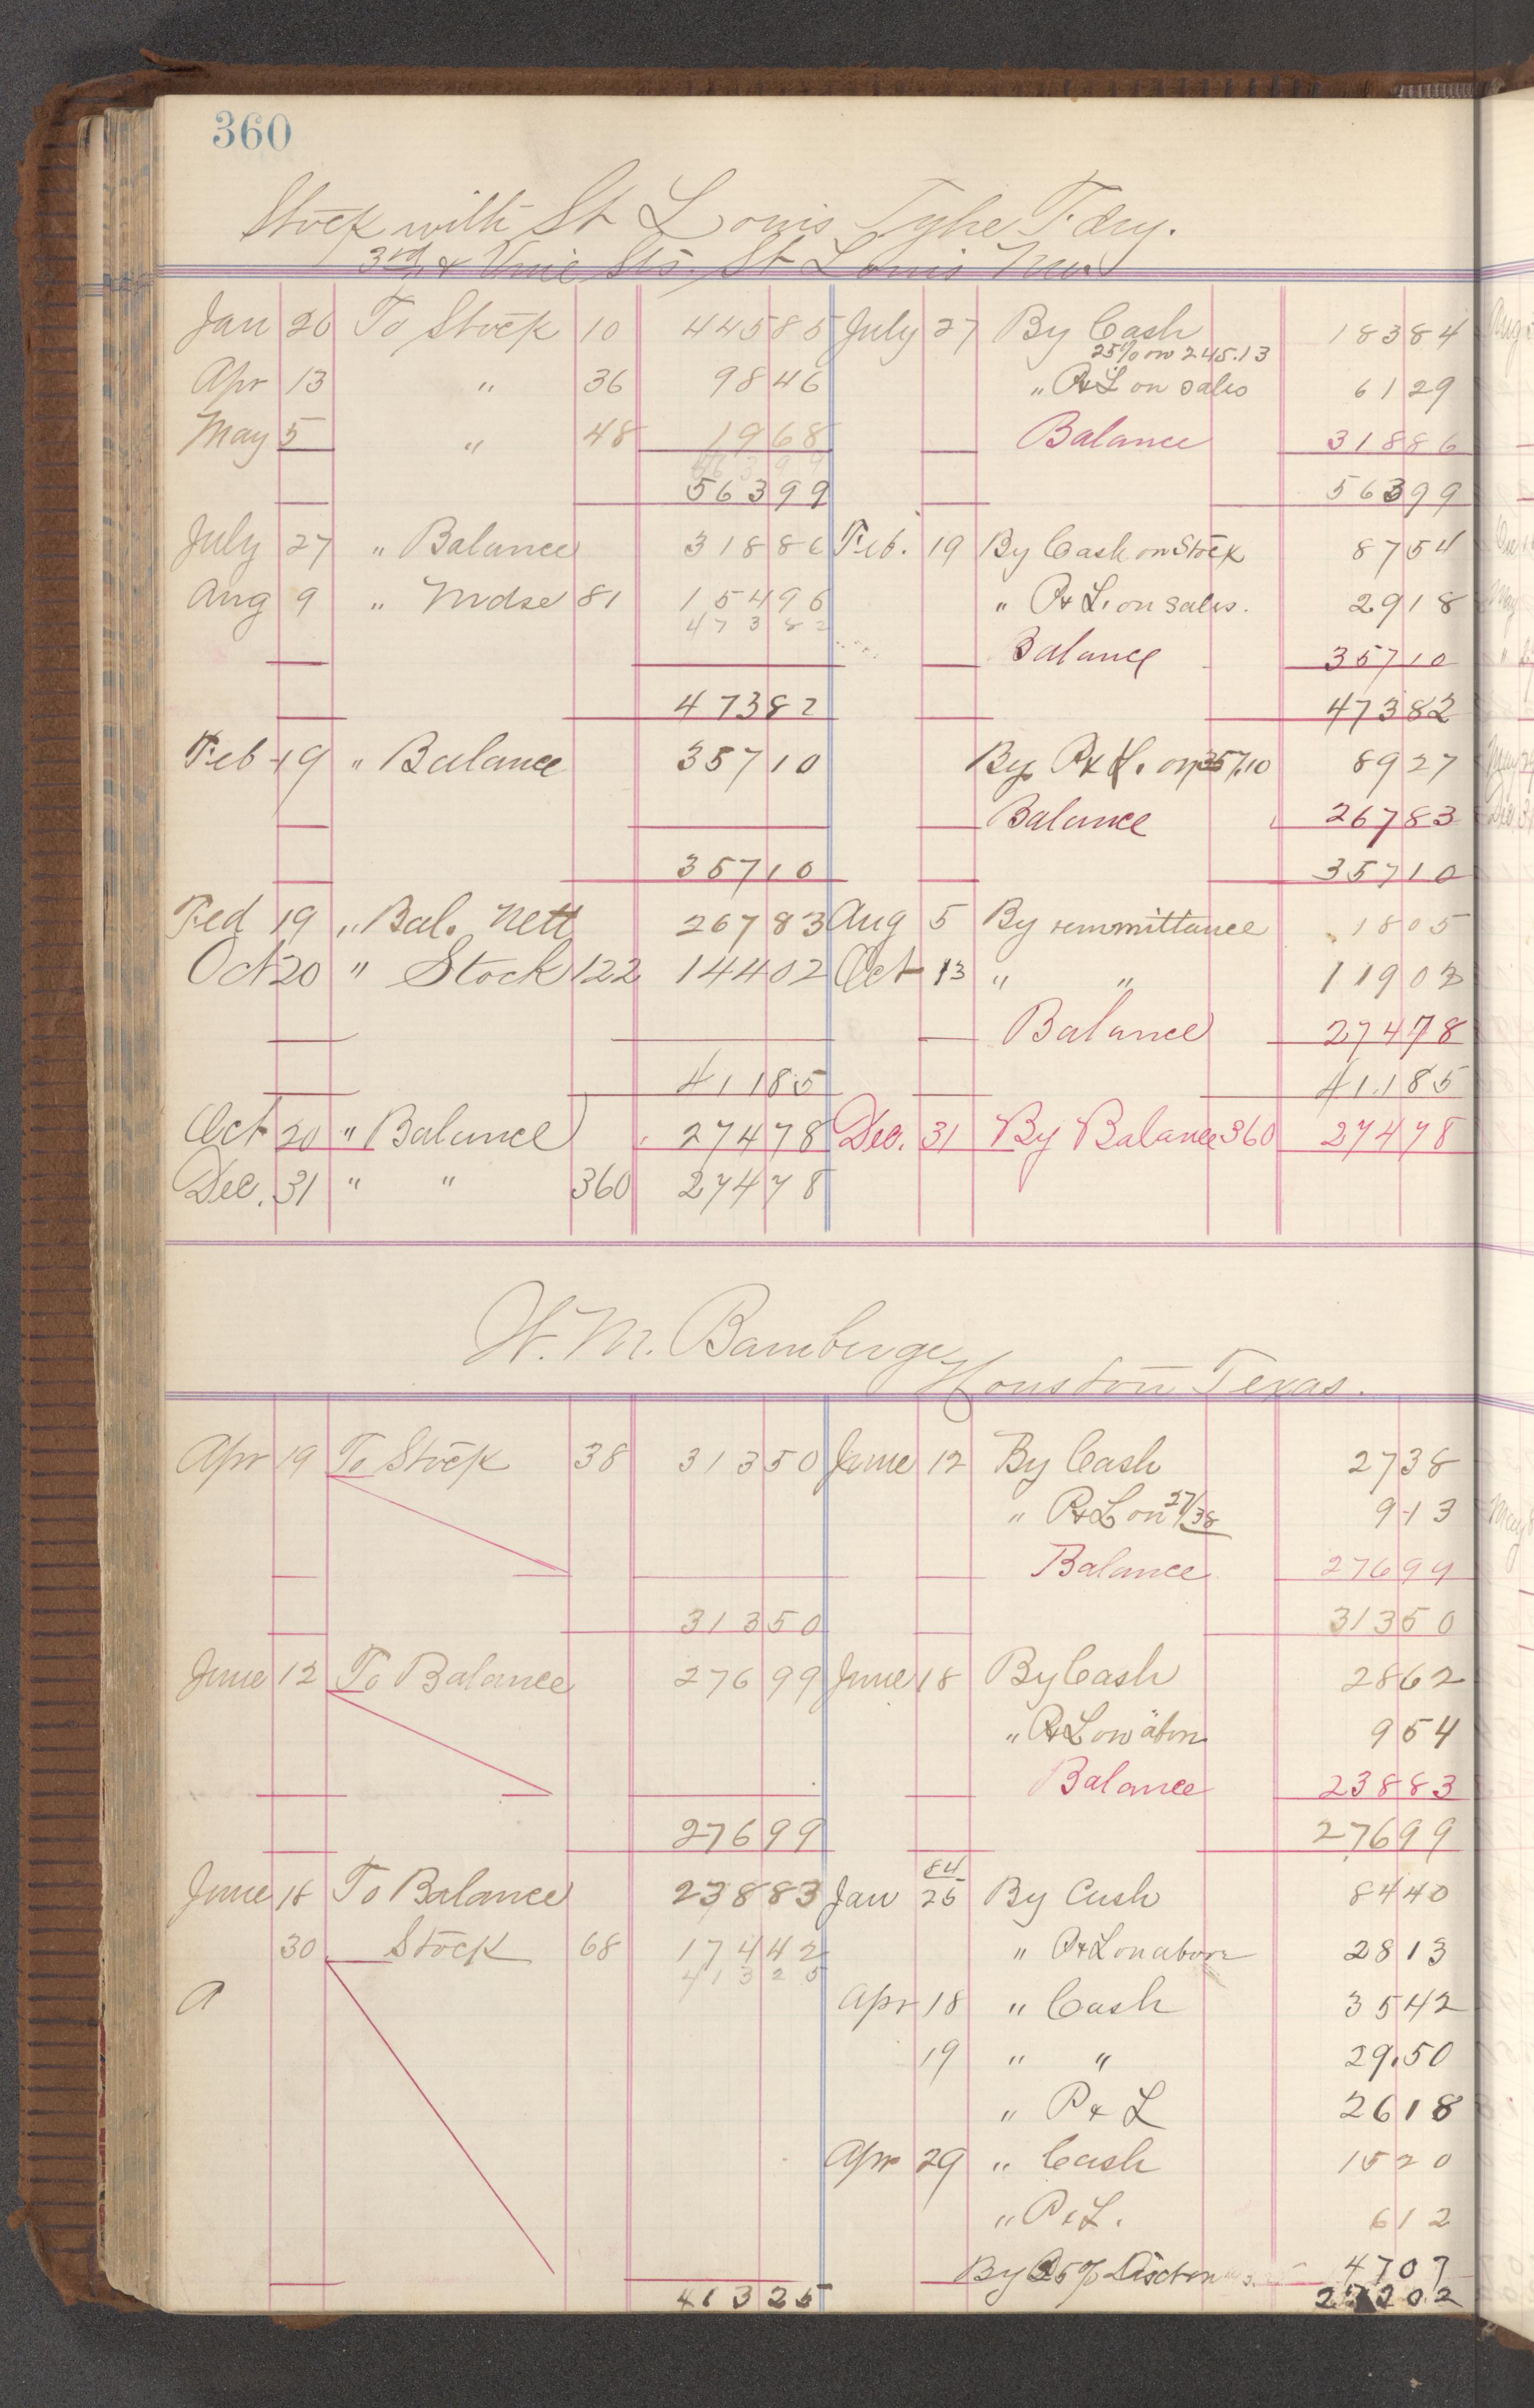 360
Stock with St Louis Type Fdry.
3rd & Vine Sts. St Louis Mo.
Jan 26 To Stock 10 445 85 July 27 By Cash 183 84
25% on 245.13
Apr 13 " 36 98 46 " P&L on sales 61 29
May 5 " 48 19 68 Balance 318 86
563 99 563 99
July 27 " Balance 318 86 Feb. 19 By Cash on Stock 87 54
Aug 9 " Mdse 81 154 96 " P&L. on sales. 29 18
473 82
Balance 357 10
473 82 473 82
Feb 19 " Balance 357 10 By P&L. on 357.10 89 27
Balance 267 83
357 10 357 10
Fed 19 " Bal. Nett 267 83 Aug 5 By remmittance 18 05
Oct 20 " Stock 122 144 02 Oct 13 " " 119 02
Balance 274 78
411 85 411 85
Oct 20 " Balance 274 78 Dec. 31 By Balance 360 274 78
Dec. 31 " " 360 274 78
W. M. Bamberge
Houston Texas.
Apr 19 To Stock 38 313 50 June 12 By Cash 27 38
" P&L on 27/38 9 13
Balance 276 99
313 50 313 50
June 12 To Balance 276 99 June 18 By Cash 28 62
" P&L on abov 9 54
Balance 238 83
276 99 276 99
84
June 18 To Balance 238 83 Jan 26 By Cash 84 40
30 Stock 68 174 42 " P&L on above 28 13
413 25
A Apr 18 " Cash 35 42
19 " " 29.50
" P & L 26 18
Apr 29 " Cash 15 20
" P & L. 6 12
By 25% Disct on 47 07
413 25 272 02